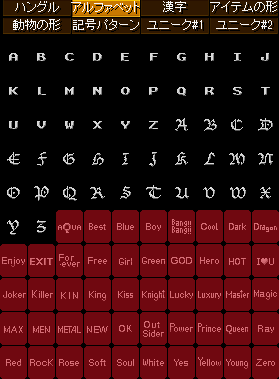 ハングル アルファベット 漢字 アイテムの形
動物の形 記号パターン ユニーク#1 ユニーク#2
A B C D E F G H I J
K L M N O P Q R S T
U V W X Y Z A B C D
E F G H I J K L M N
O P Q R S T U V W X
Y Z AQUA Best Blue Boy Bang!! Bang!! Cool Dark Dragon
Enjoy EXIT For-ever Free Girl Green GOD Hero HOT I♥U
Joker Killer KIN King Kiss Knight Lucky Luxury Master Magic
MAX MEN METAL NEW OK Out Sider Power Prince Queen Ray
Red RocK Rose Soft Soul White Yes Yellow Young Zero